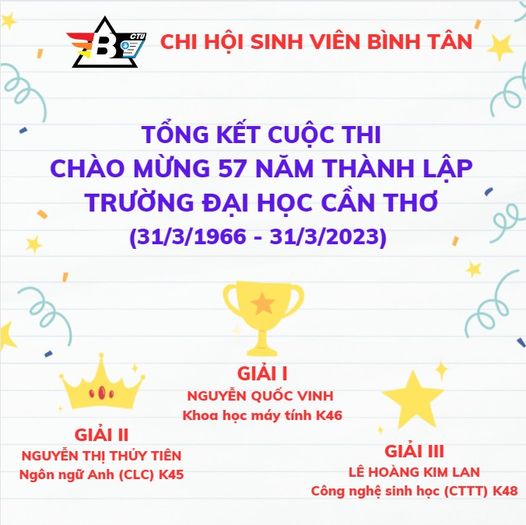 CTU
B
CHI HỘI SINH VIÊN BÌNH TÂN
TỔNG KẾT CUỘC THI
CHÀO MỪNG 57 NĂM THÀNH LẬP
TRƯỜNG ĐẠI HỌC CẦN THƠ
(31/3/1966 - 31/3/2023)
GIẢI I
NGUYỄN QUỐC VINH
Khoa học máy tính K46
GIẢI II
NGUYỄN THỊ THỦY TIÊN
Ngôn ngữ Anh (CLC) K45
GIẢI III
LÊ HOÀNG KIM LAN
Công nghệ sinh học (CTTT) K48